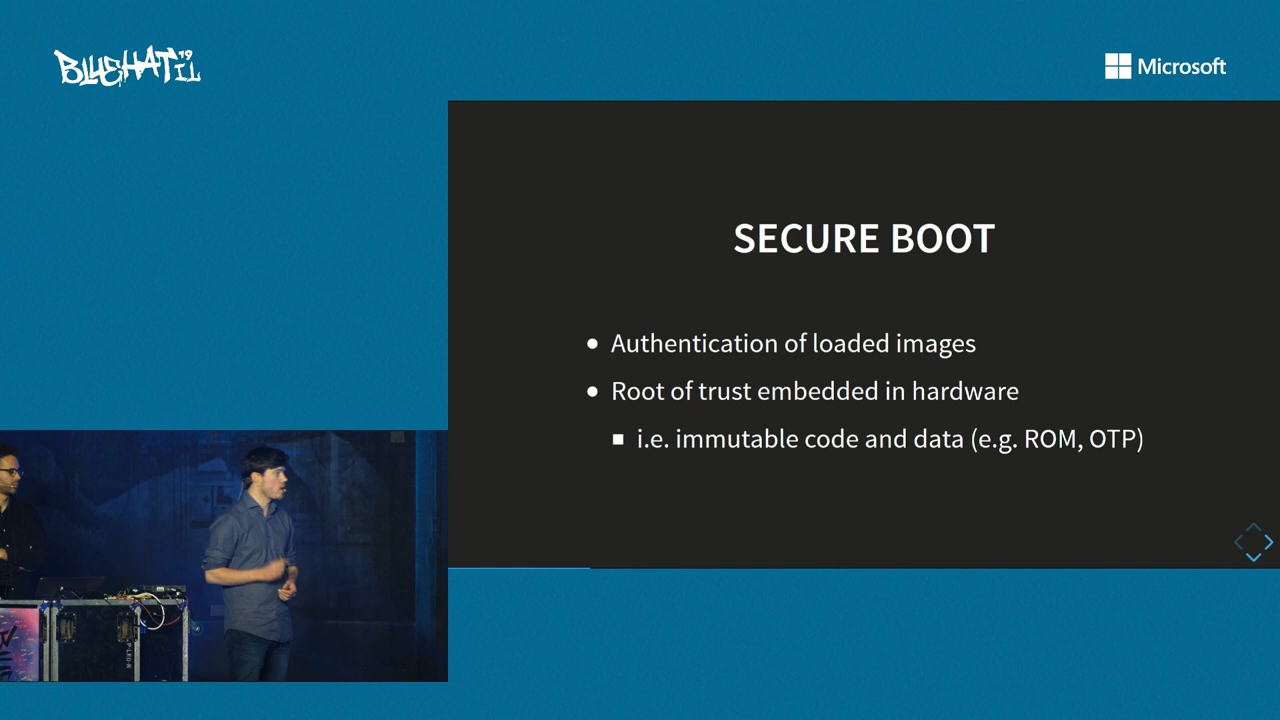 BLUEHAT
19
IL
Microsoft
SECURE BOOT
Authentication of loaded images
Root of trust embedded in hardware
i.e. immutable code and data (e.g. ROM, OTP)